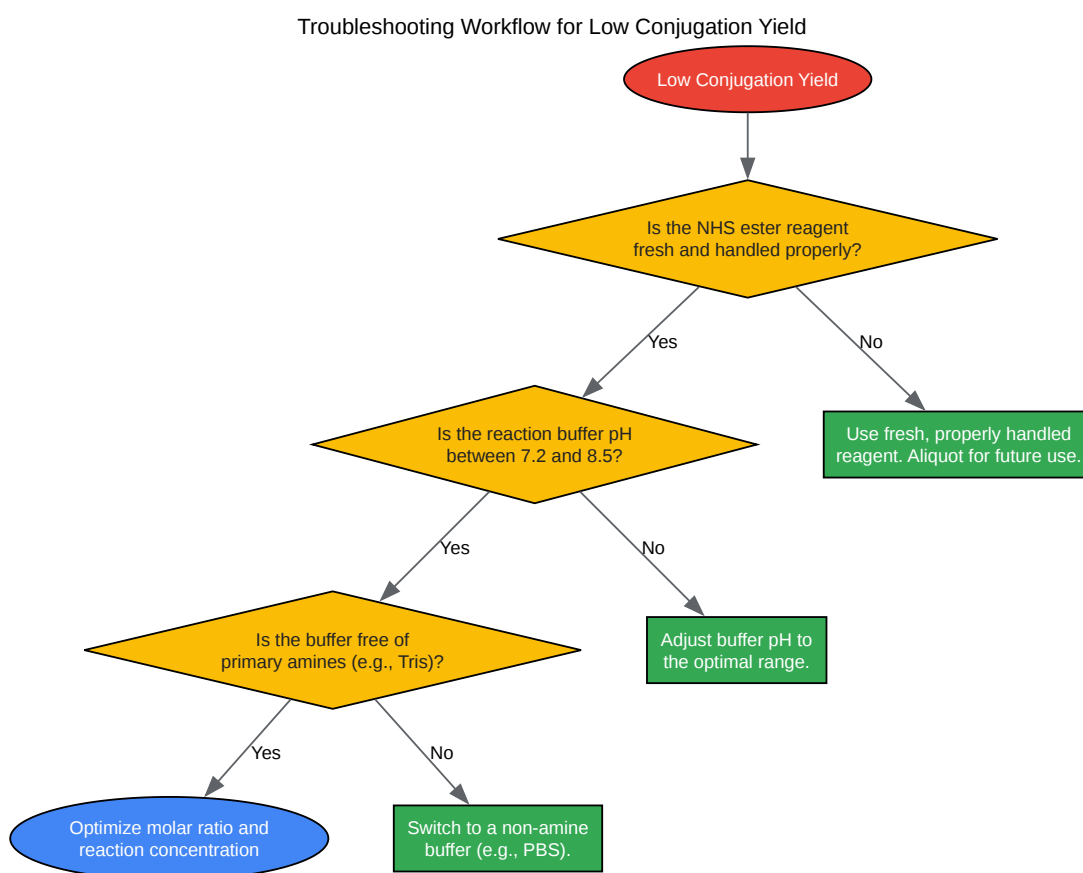 Troubleshooting Workflow for Low Conjugation Yield
Low Conjugation Yield
Is the NHS ester reagent
fresh and handled properly?
Yes
No
Is the reaction buffer pH
between 7.2 and 8.5?
Use fresh, properly handled
reagent. Aliquot for future use.
Yes
No
Is the buffer free of
primary amines (e.g., Tris)?
Adjust buffer pH to
the optimal range.
Yes
No
Optimize molar ratio and
reaction concentration
Switch to a non-amine
buffer (e.g., PBS).